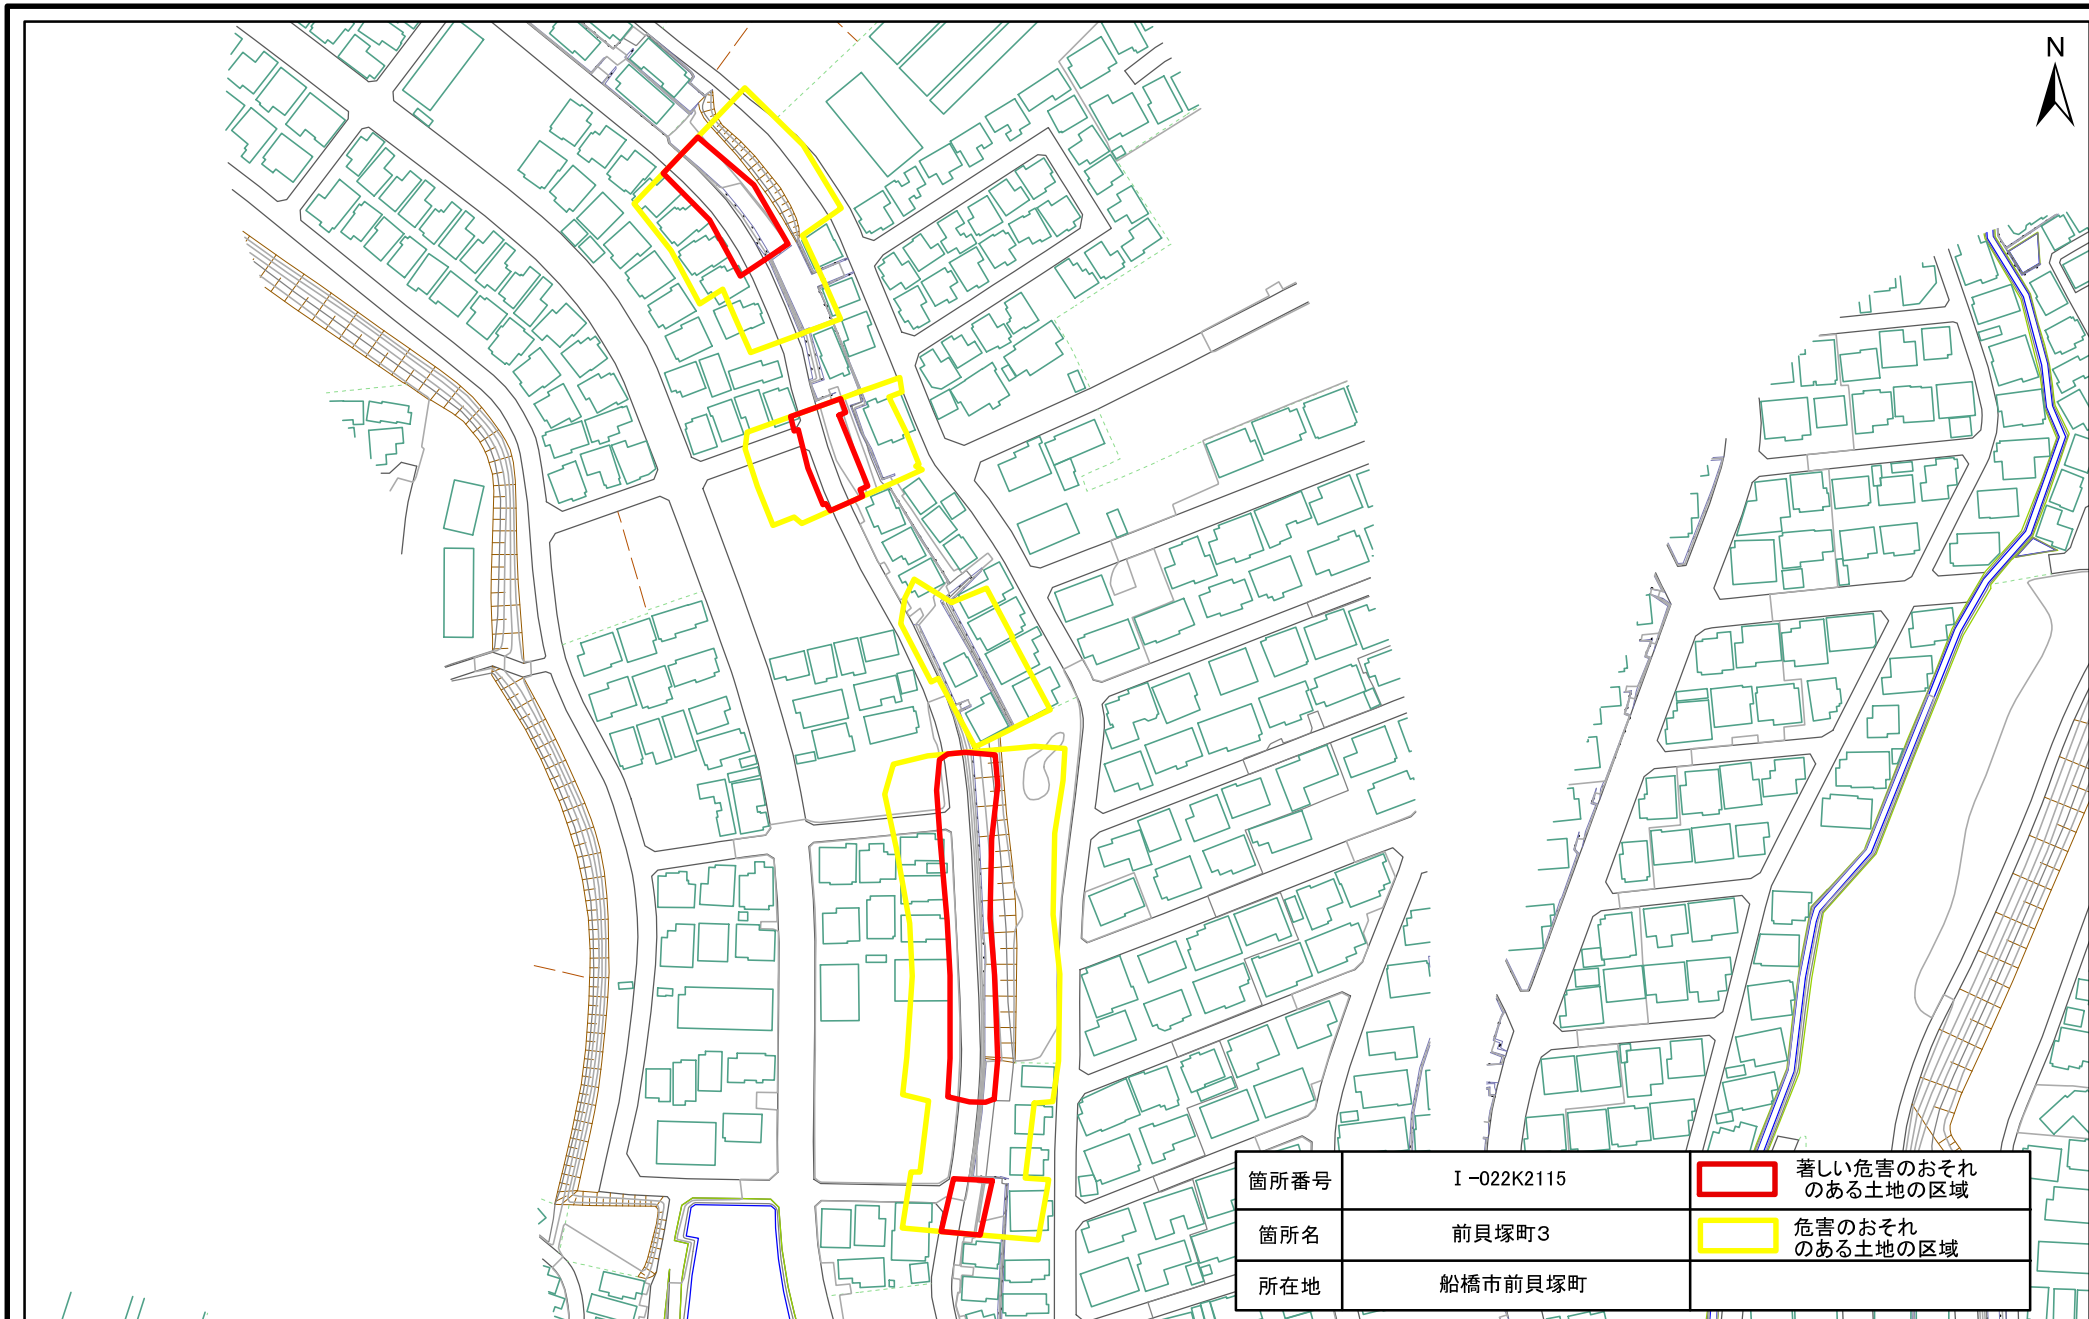 N
箇所番号
I-022K2115
著しい危害のおそれ
のある土地の区域
箇所名
前貝塚町3
危害のおそれ
のある土地の区域
所在地
船橋市前貝塚町